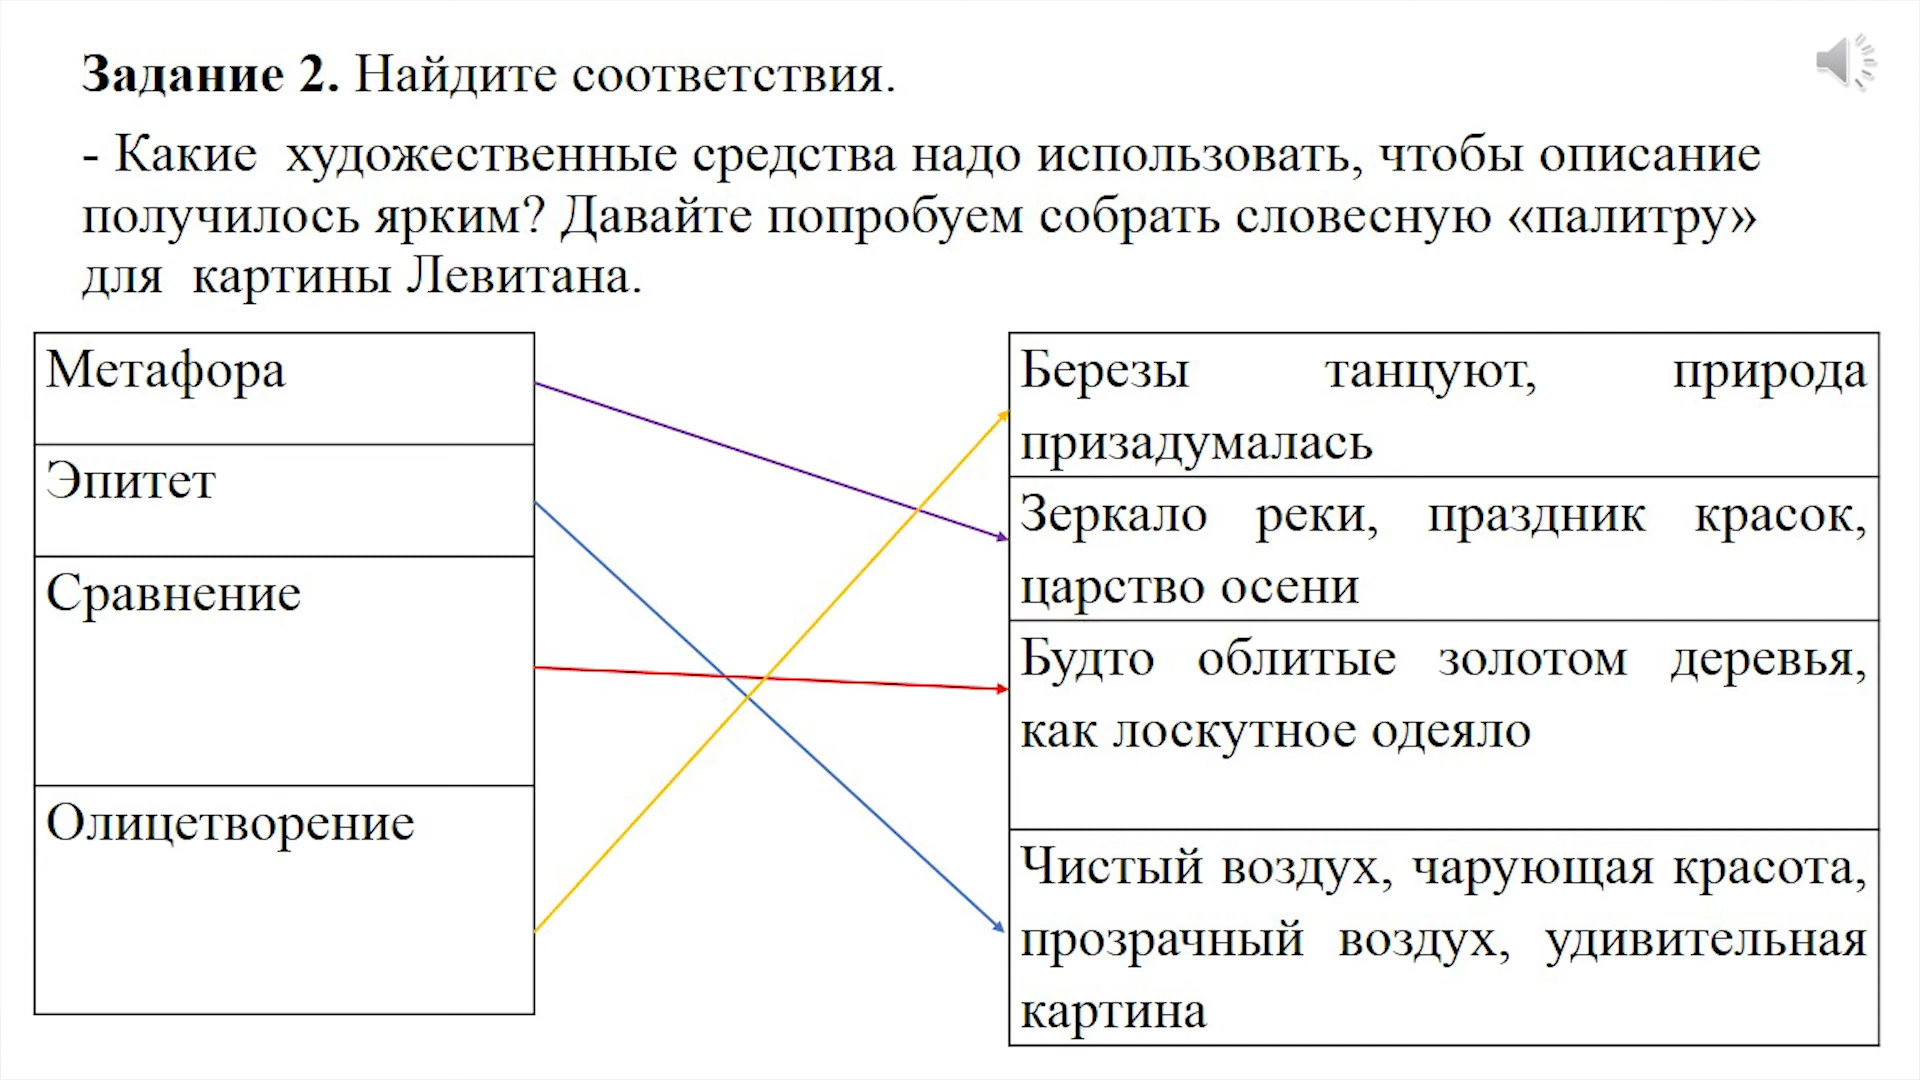 Задание 2. Найдите соответствия.
- Какие художественные средства надо использовать, чтобы описание
получилось ярким? Давайте попробуем собрать словесную «палитру»
для картины Левитана.
Метафора
Эпитет
Сравнение
Олицетворение
Березы танцуют, природа
призадумалась
Зеркало реки, праздник красок,
царство осени
Будто облитые золотом деревья,
как лоскутное одеяло
Чистый воздух, чарующая красота,
прозрачный воздух, удивительная
картина